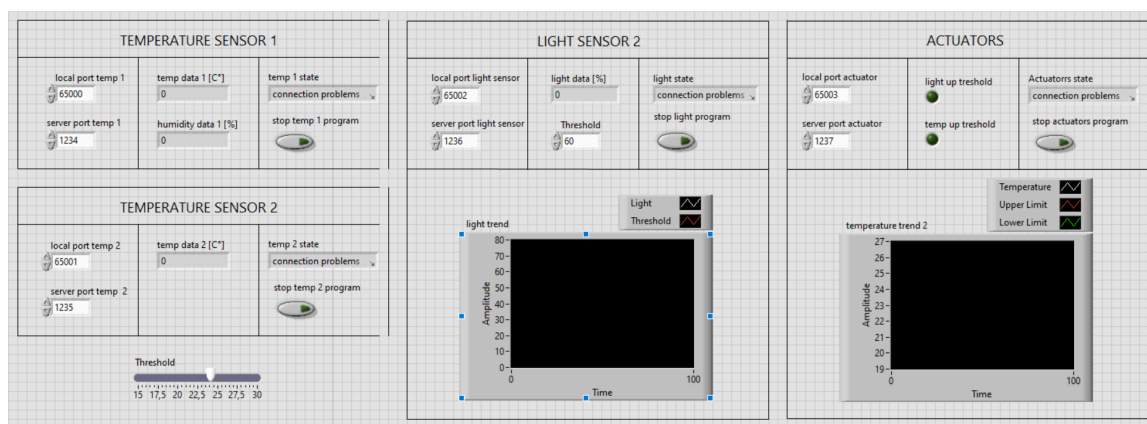 TEMPERATURE SENSOR 1
local port temp 1
65000
temp data 1 [C°]
0
temp 1 state
connection problems
server port temp 1
1234
humidity data 1 [%]
0
stop temp 1 program
TEMPERATURE SENSOR 2
local port temp 2
65001
temp data 2 [C°]
0
temp 2 state
connection problems
server port temp  2
1235
stop temp 2 program
Threshold
15 17,5 20 22,5 25 27,5 30
LIGHT SENSOR 2
local port light sensor
65002
light data [%]
0
light state
connection problems
server port light sensor
1236
Threshold
60
stop light program
light trend
Light
Threshold
80
70
60
50
40
30
20
10
0
Amplitude
0 100
Time
ACTUATORS
local port actuator
65003
light up treshold
Actuatorrs state
connection problems
server port actuator
1237
temp up treshold
stop actuators program
temperature trend 2
Temperature
Upper Limit
Lower Limit
27
26
25
24
23
22
21
20
19
Amplitude
0 100
Time